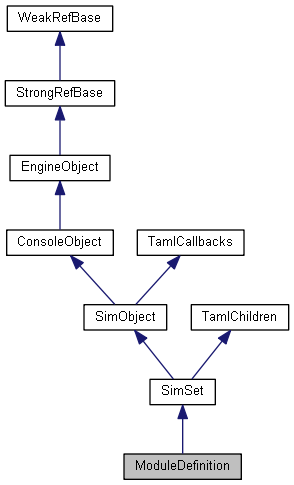 WeakRefBase
StrongRefBase
EngineObject
ConsoleObject
TamlCallbacks
SimObject
TamlChildren
SimSet
ModuleDefinition